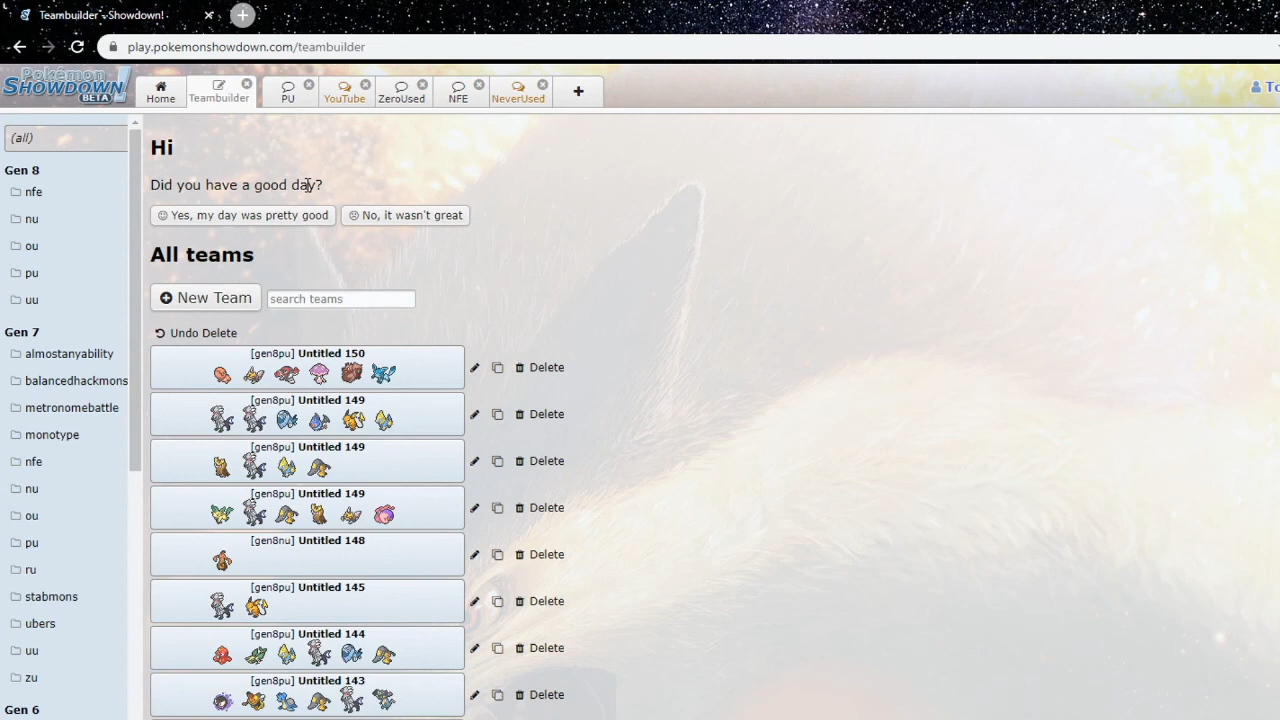 Teambuilder - Showdown!
play.pokemonshowdown.com/teambuilder
Pokémon
SHOWDOWN!
BETA
Home
Teambuilder
PU
YouTube
ZeroUsed
NFE
NeverUsed
To
(all)
Gen 8
nfe
nu
ou
pu
uu
Gen 7
almostanyability
balancedhackmons
metronomebattle
monotype
nfe
nu
ou
pu
ru
stabmons
ubers
uu
zu
Gen 6
Hi
Did you have a good day?
Yes, my day was pretty good
No, it wasn't great
All teams
New Team
search teams
Undo Delete
[gen8pu] Untitled 150
Delete
[gen8pu] Untitled 149
Delete
[gen8pu] Untitled 149
Delete
[gen8pu] Untitled 149
Delete
[gen8nu] Untitled 148
Delete
[gen8pu] Untitled 145
Delete
[gen8pu] Untitled 144
Delete
[gen8pu] Untitled 143
Delete